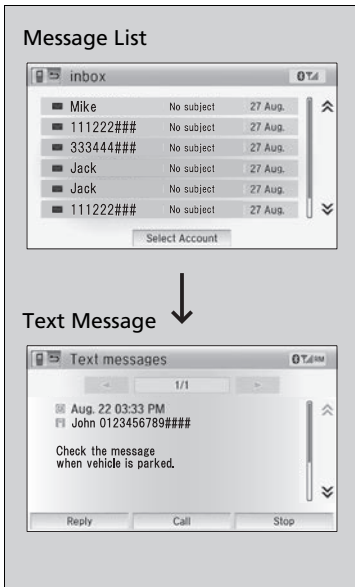 Message List
inbox
Mike No subject 27 Aug.
111222### No subject 27 Aug.
333444### No subject 27 Aug.
Jack No subject 27 Aug.
Jack No subject 27 Aug.
111222### No subject 27 Aug.
Select Account
Text Message
Text messages
1/1
Aug. 22 03:33 PM
John 0123456789####
Check the message
when vehicle is parked.
Reply Call Stop